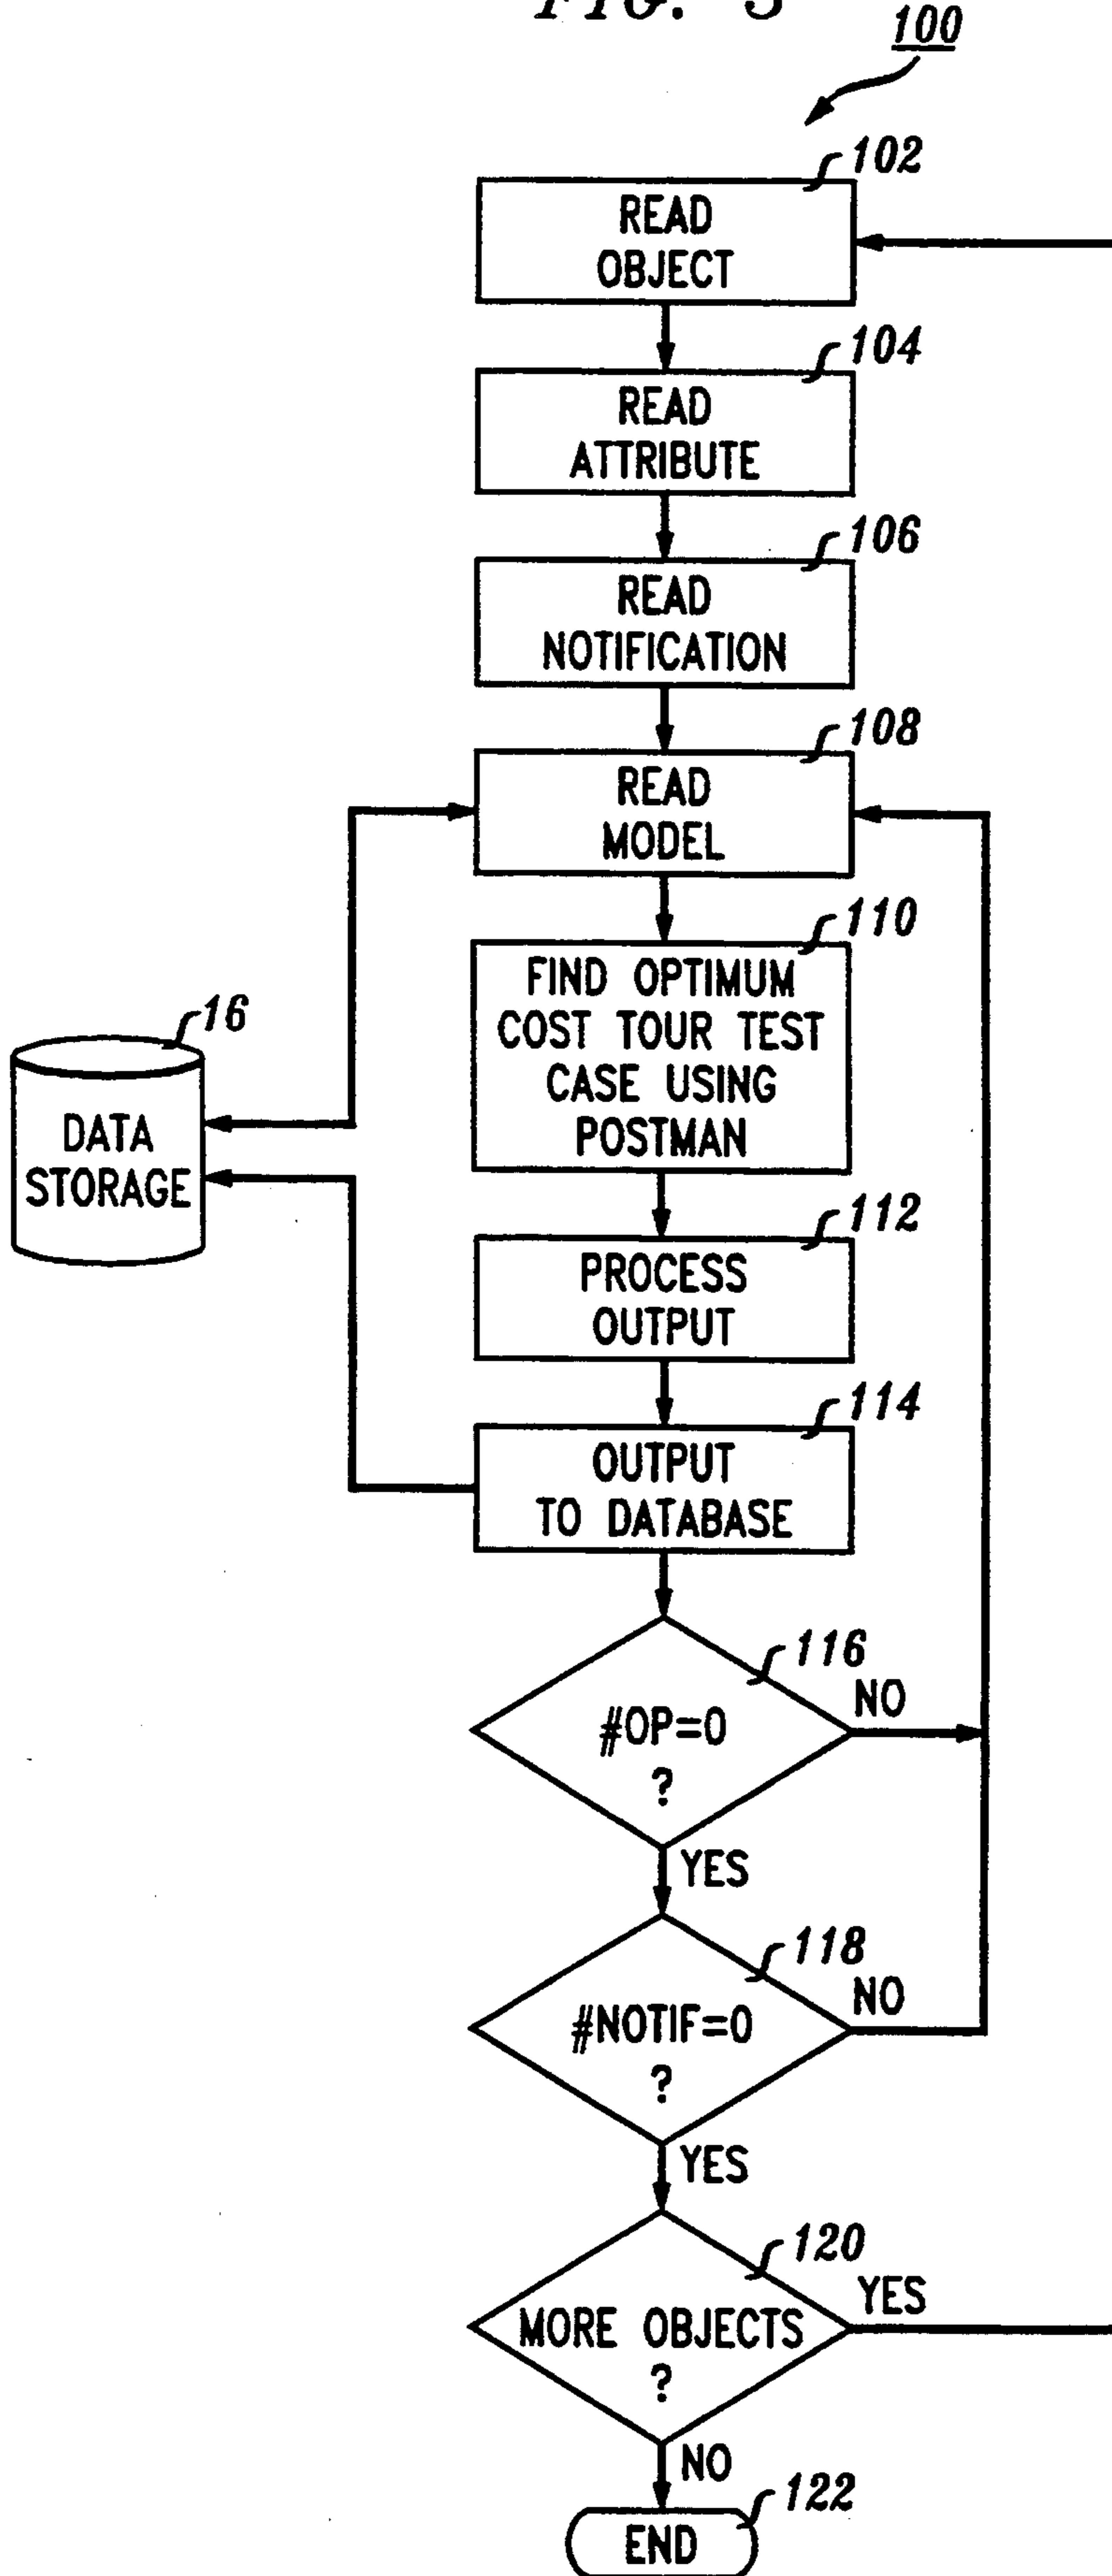 FIG. 3
100
102
READ
OBJECT
104
READ
ATTRIBUTE
106
READ
NOTIFICATION
108
READ
MODEL
110
FIND OPTIMUM
COST TOUR TEST
CASE USING
POSTMAN
16
DATA
STORAGE
112
PROCESS
OUTPUT
114
OUTPUT
TO DATABASE
116
#OP=0
?
NO
YES
118
#NOTIF=0
?
NO
YES
120
MORE OBJECTS
?
YES
NO
122
END